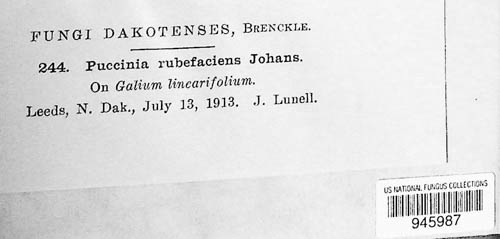 FUNGI DAKOTENSES, BRENCKLE.
244. Puccinia rubefaciens Johans.
On Galium linearifolium.
Leeds, N. Dak., July 13, 1913. J. Lunell.
US NATIONAL FUNGUS COLLECTIONS
945987